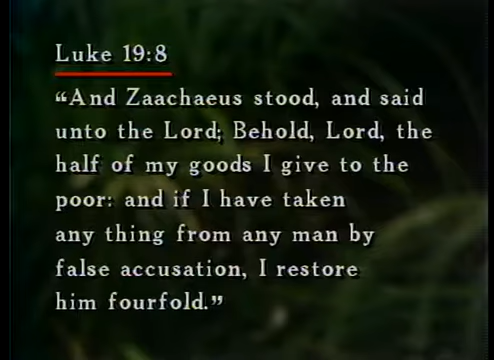 Luke 19:8
“And Zaachaeus stood, and said
unto the Lord; Behold, Lord, the
half of my goods I give to the
poor: and if I have taken
any thing from any man by
false accusation, I restore
him fourfold.”